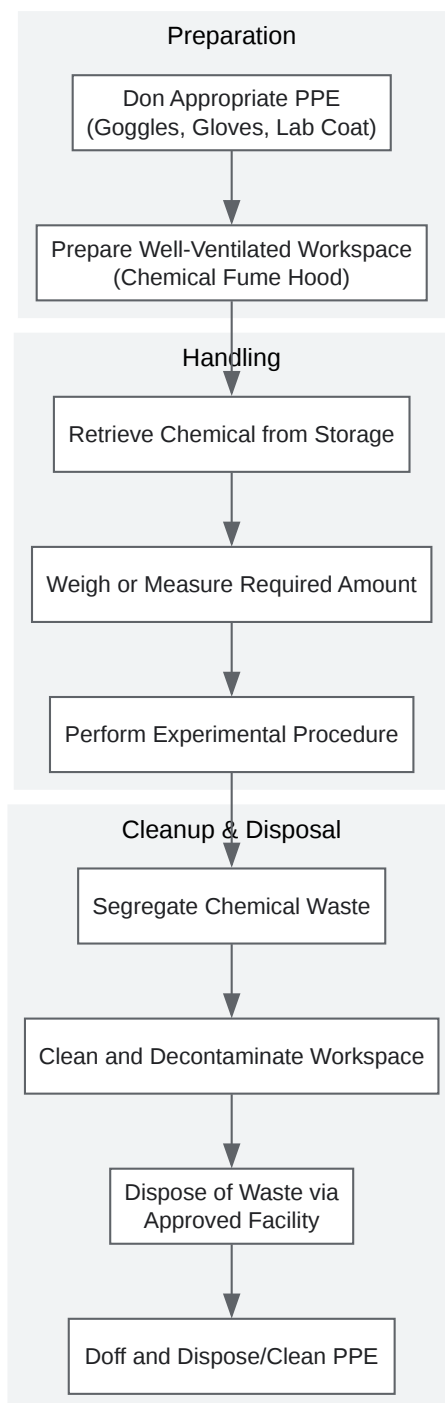 Preparation
Don Appropriate PPE
(Goggles, Gloves, Lab Coat)
Prepare Well-Ventilated Workspace
(Chemical Fume Hood)
Handling
Retrieve Chemical from Storage
Weigh or Measure Required Amount
Perform Experimental Procedure
Cleanup & Disposal
Segregate Chemical Waste
Clean and Decontaminate Workspace
Dispose of Waste via
Approved Facility
Doff and Dispose/Clean PPE